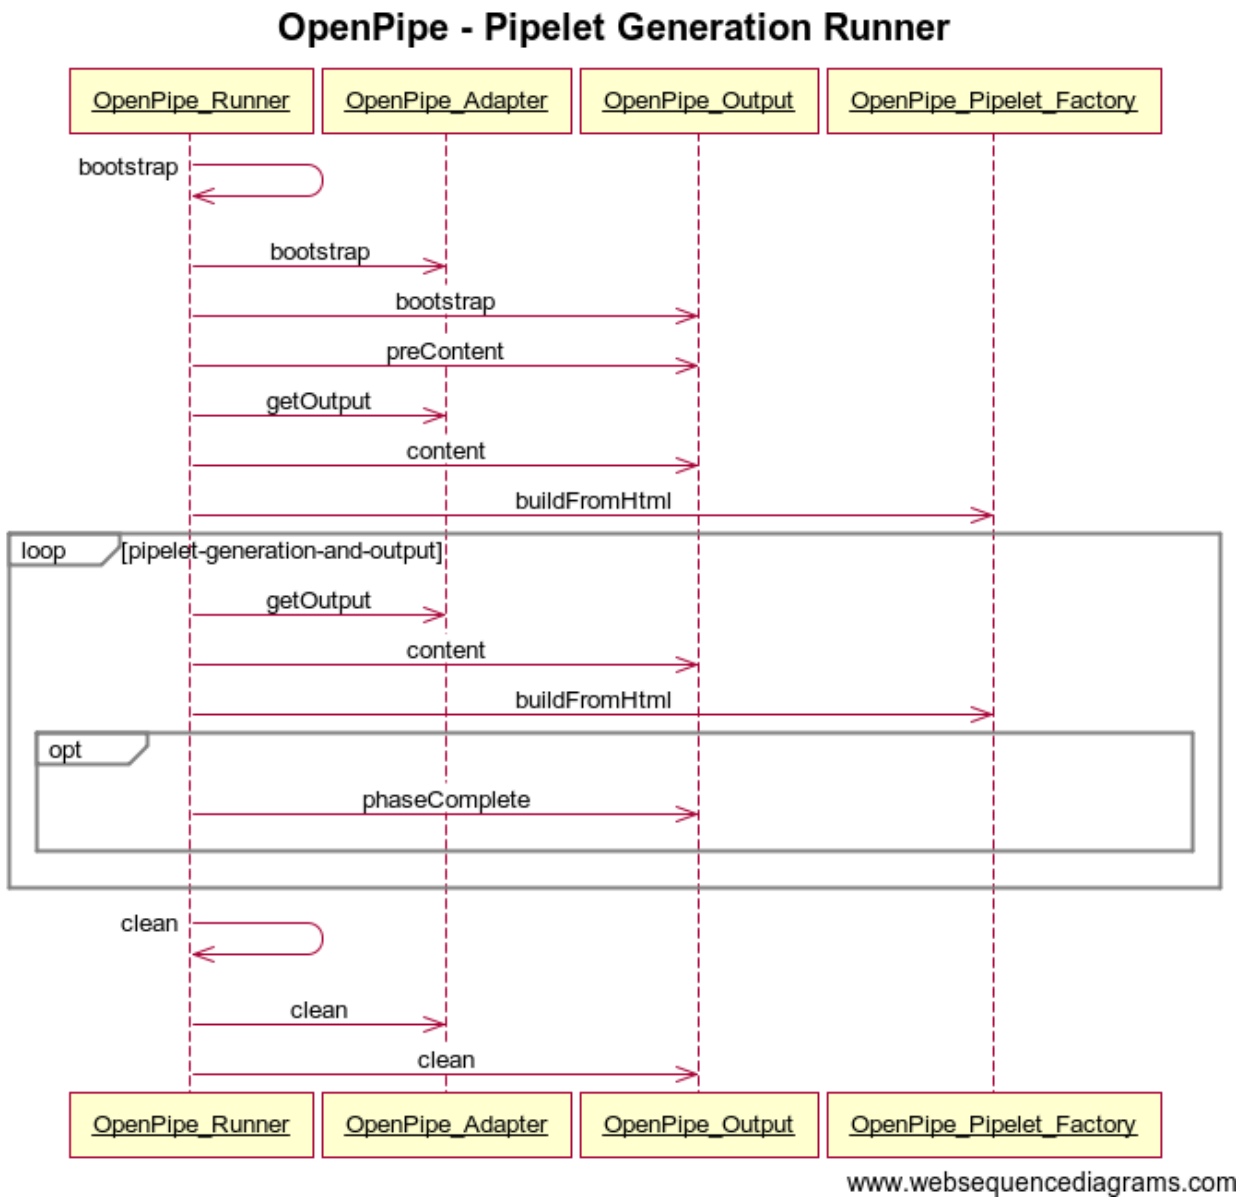 OpenPipe - Pipelet Generation Runner
OpenPipe_Runner
OpenPipe_Adapter
OpenPipe_Output
OpenPipe_Pipelet_Factory
bootstrap
bootstrap
bootstrap
preContent
getOutput
content
buildFromHtml
loop
[pipelet-generation-and-output]
getOutput
content
buildFromHtml
opt
phaseComplete
clean
clean
clean
OpenPipe_Runner
OpenPipe_Adapter
OpenPipe_Output
OpenPipe_Pipelet_Factory
www.websequencediagrams.com